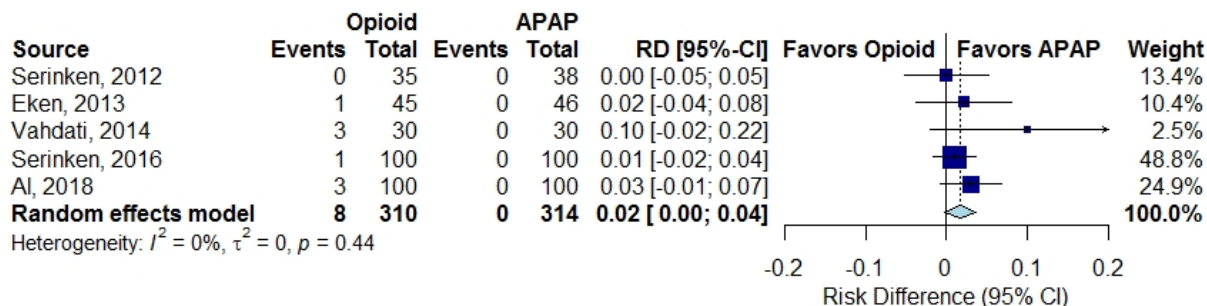 Opioid APAP
Source Events Total Events Total RD [95%-CI] Favors Opioid Favors APAP Weight
Serinken, 2012 0 35 0 38 0.00 [-0.05; 0.05] 13.4%
Eken, 2013 1 45 0 46 0.02 [-0.04; 0.08] 10.4%
Vahdati, 2014 3 30 0 30 0.10 [-0.02; 0.22] 2.5%
Serinken, 2016 1 100 0 100 0.01 [-0.02; 0.04] 48.8%
Al, 2018 3 100 0 100 0.03 [-0.01; 0.07] 24.9%
Random effects model 8 310 0 314 0.02 [ 0.00; 0.04] 100.0%
Heterogeneity: I² = 0%, τ² = 0, p = 0.44
-0.2 -0.1 0 0.1 0.2
Risk Difference (95% CI)